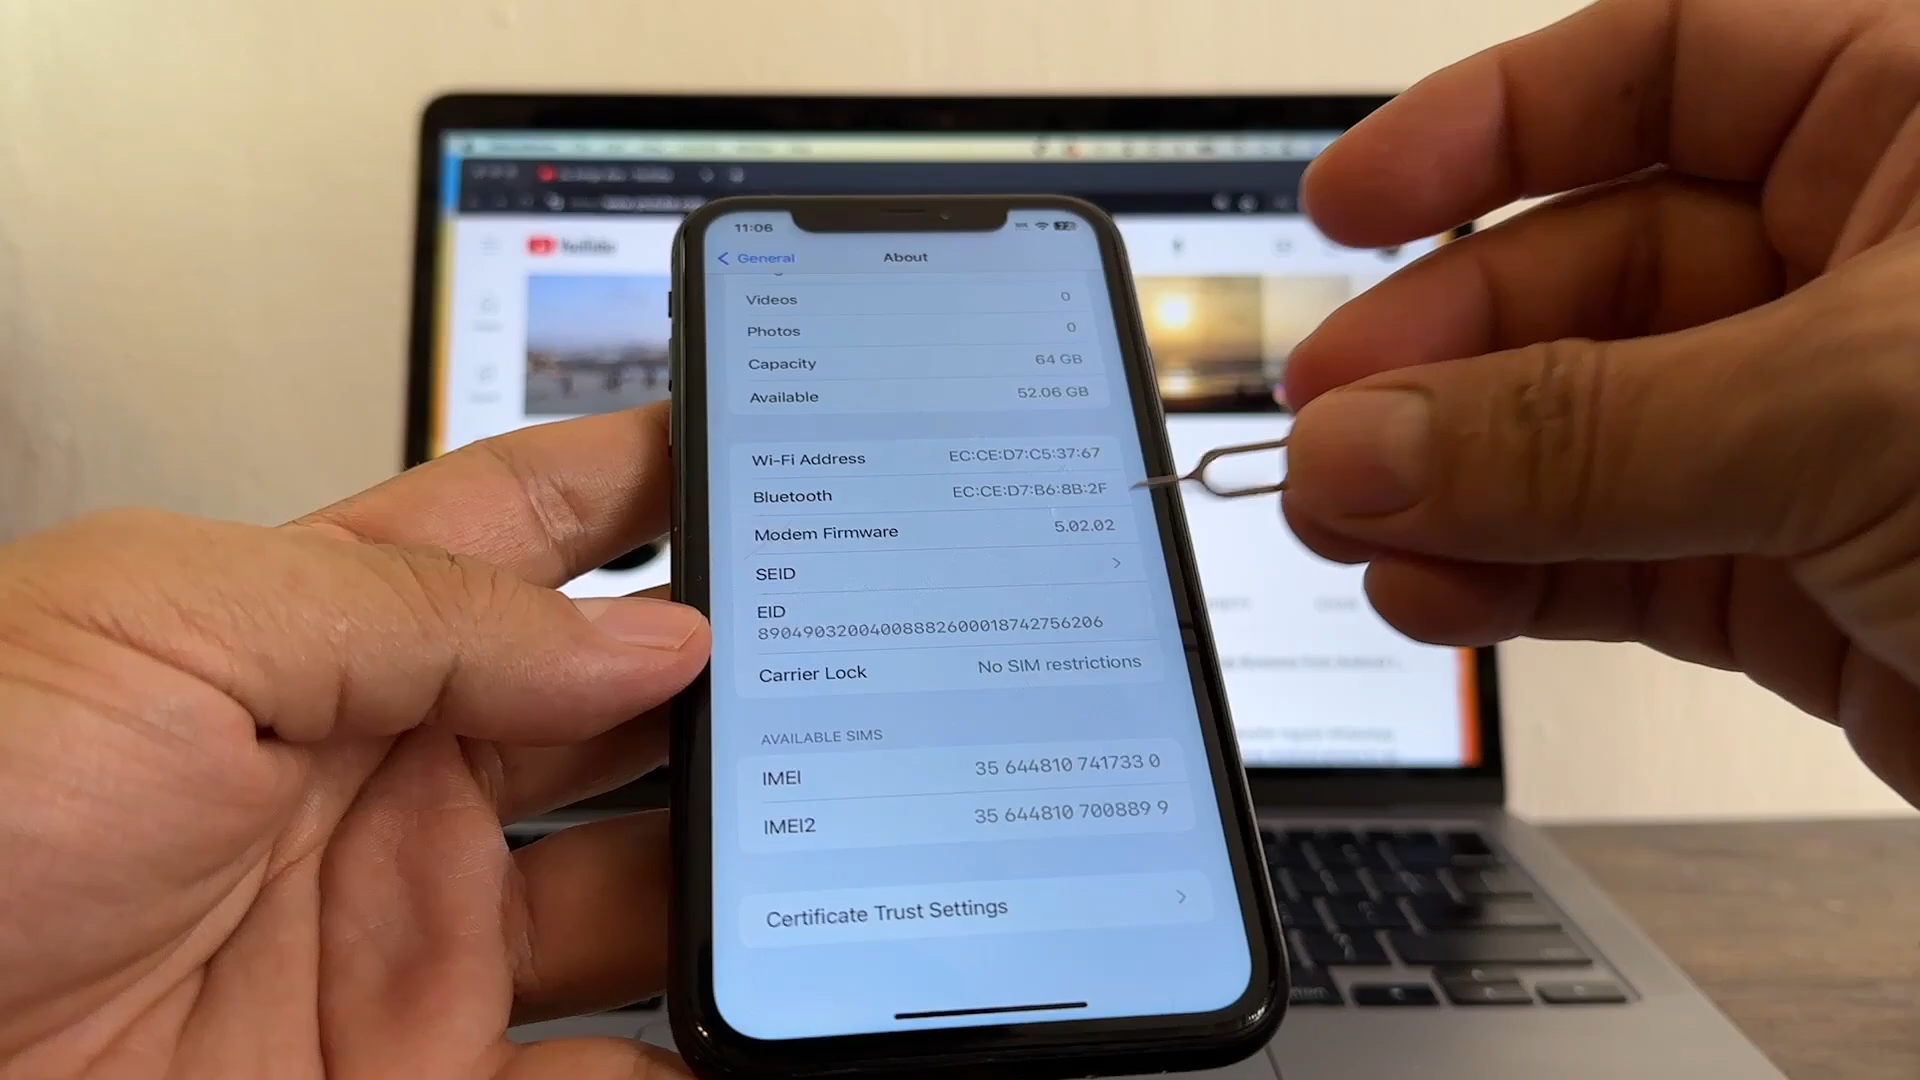 11:06
General
About
Videos 0
Photos 0
Capacity 64 GB
Available 52.06 GB
Wi-Fi Address EC:CE:D7:C5:37:67
Bluetooth EC:CE:D7:B6:8B:2F
Modem Firmware 5.02.02
SEID
EID
89049032004008882600018742756206
Carrier Lock No SIM restrictions
AVAILABLE SIMS
IMEI 35 644810 741733 0
IMEI2 35 644810 700889 9
Certificate Trust Settings
YouTube